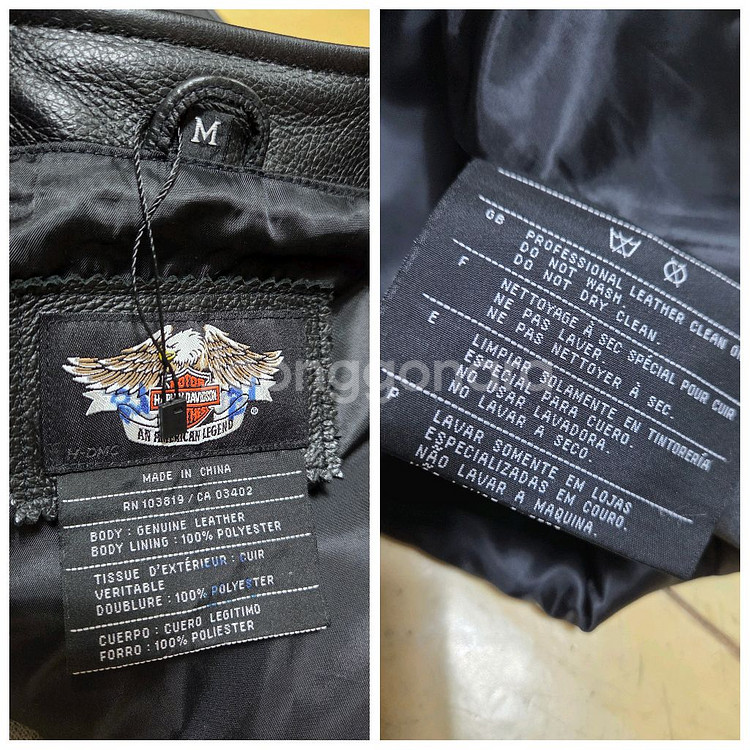 M
MOTOR
HARLEY-DAVIDSON
CLOTHES
AN AMERICAN LEGEND
®
H-DMC
MADE IN CHINA
RN 103819 / CA 03402
BODY : GENUINE LEATHER
BODY LINING : 100% POLYESTER
TISSUE D'EXTÉRIEUR : CUIR
VERITABLE
DOUBLURE : 100% POLYESTER
CUERPO : CUERO LEGITIMO
FORRO : 100% POLIESTER
GB PROFESSIONAL LEATHER CLEAN
DO NOT WASH.
DO NOT DRY CLEAN.
F NETTOYAGE À SEC SPÉCIAL POUR CUIR
NE PAS LAVER.
NE PAS NETTOYER À SEC.
E LIMPIAR SOLAMENTE EN TINTORERÍA
ESPECIAL PARA CUERO.
NO USAR LAVADORA.
NO LAVAR A SECO.
P LAVAR SOMENTE EM LOJAS
ESPECIALIZADAS EM COURO.
NÃO LAVAR A MAQUINA.